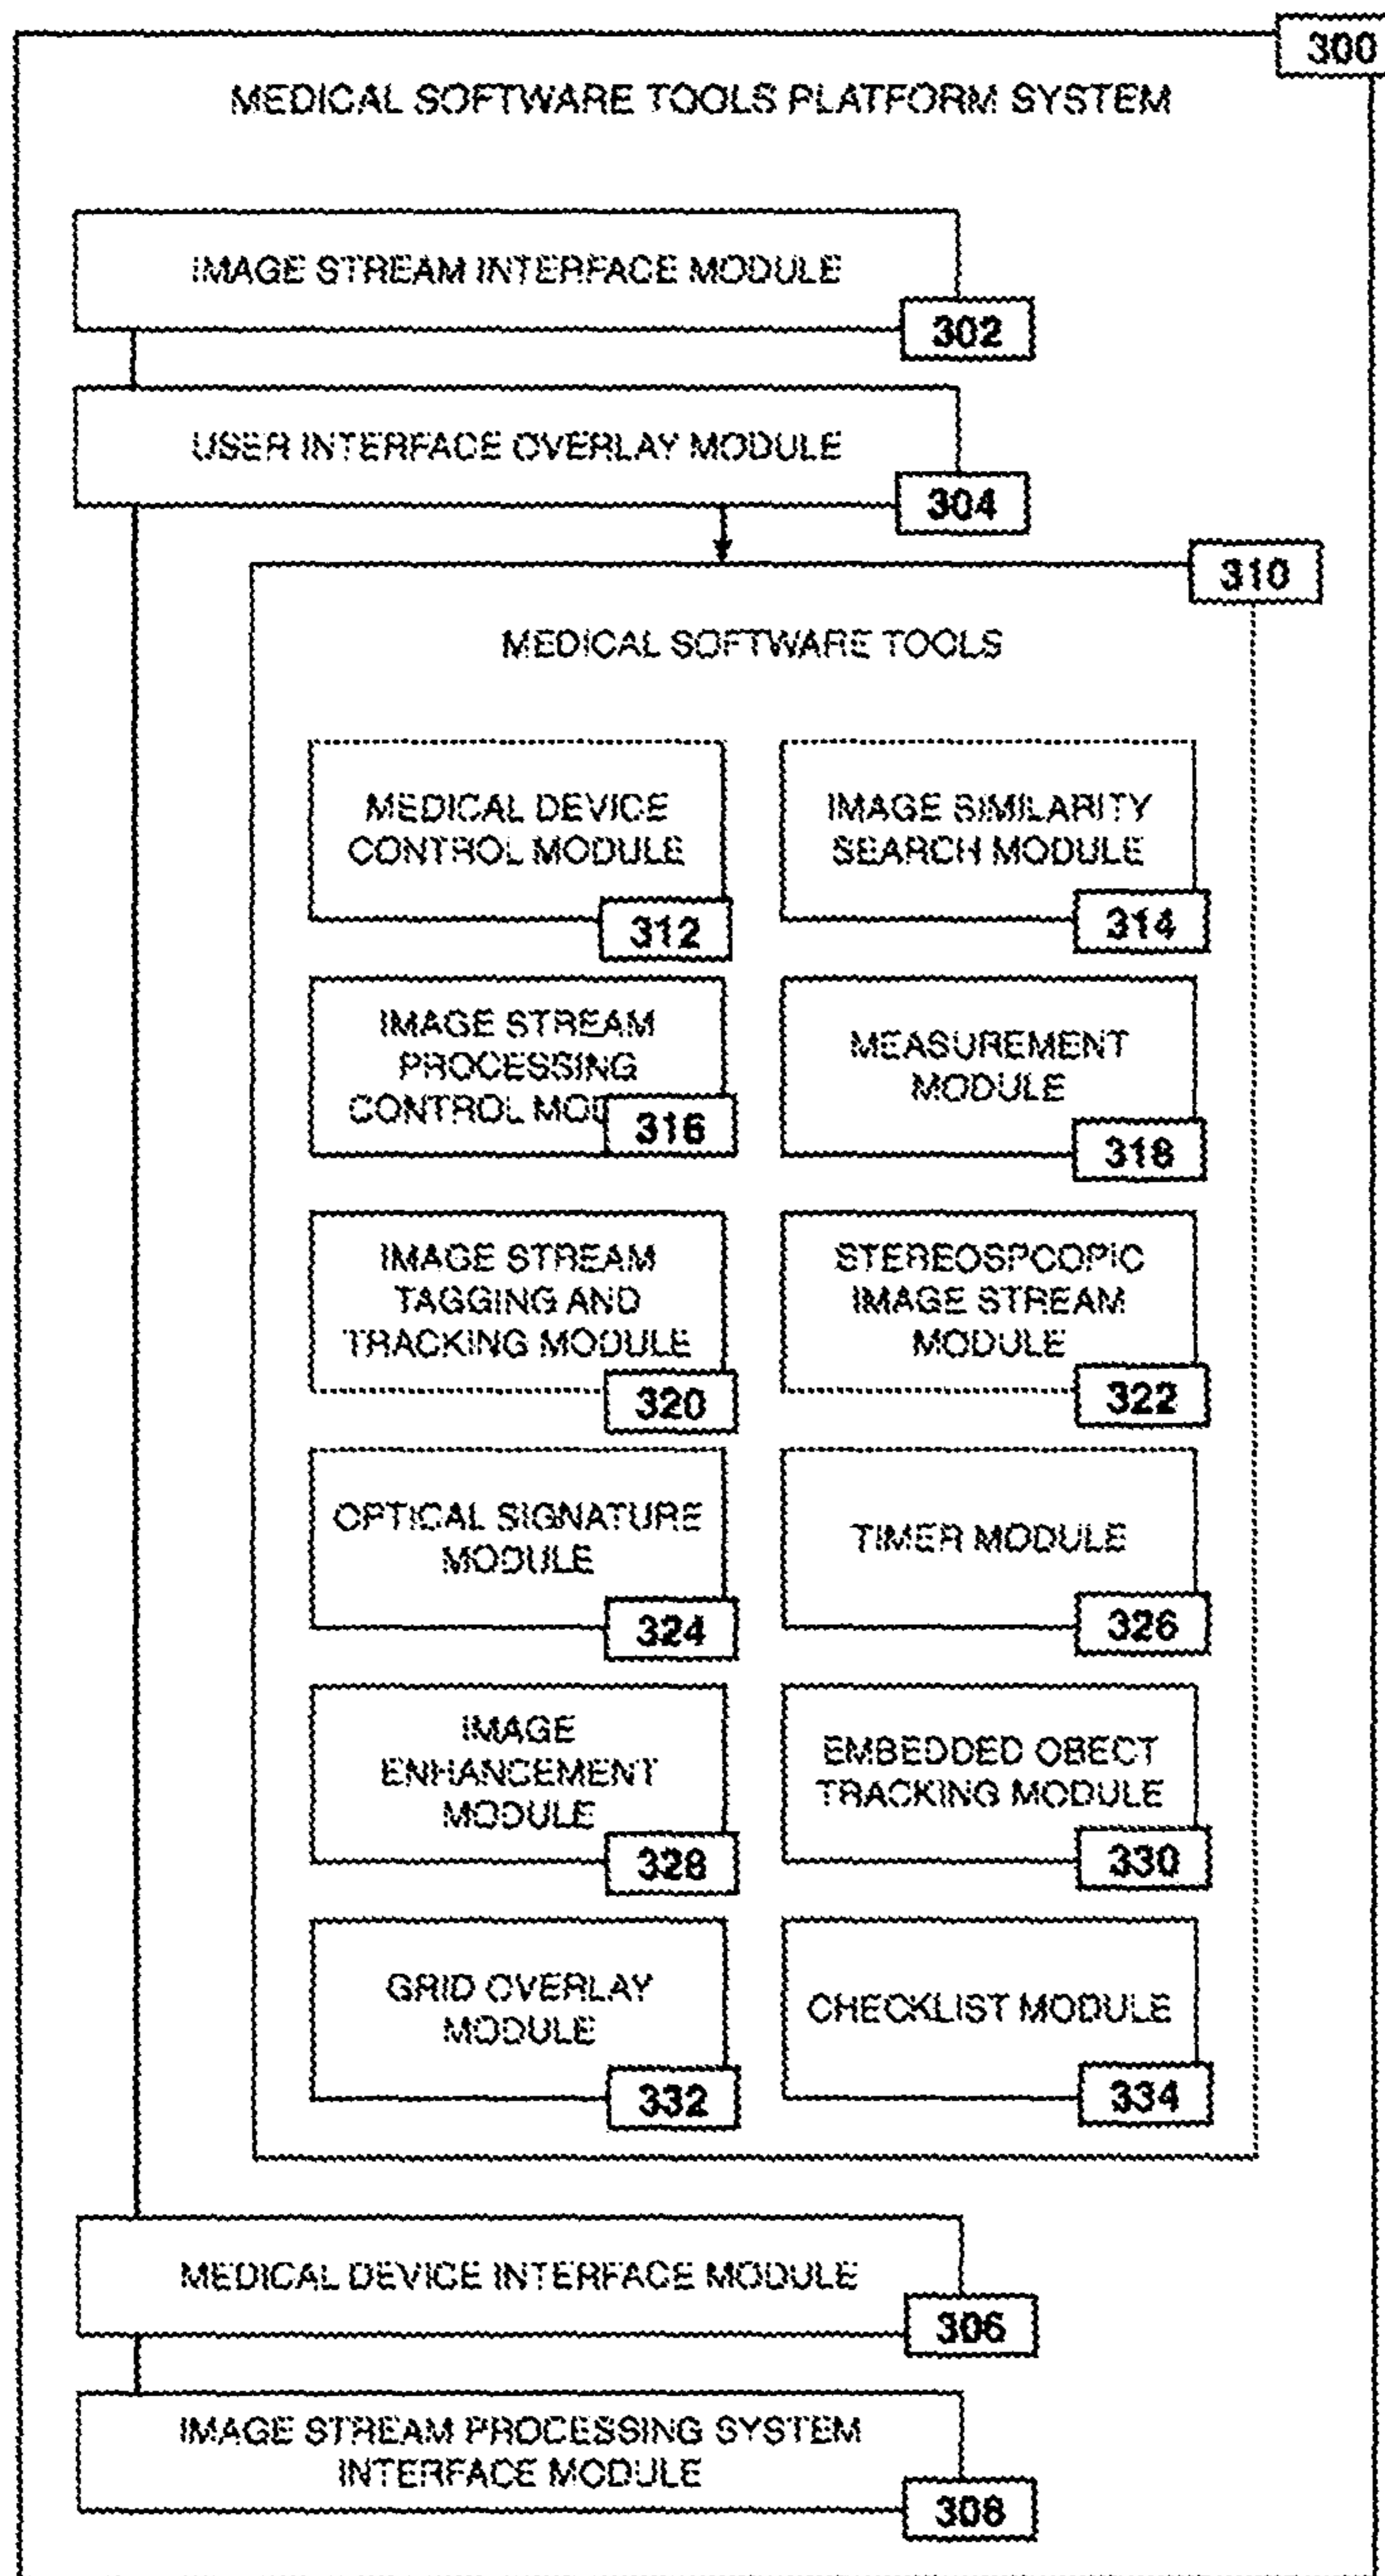 300
MEDICAL SOFTWARE TOOLS PLATFORM SYSTEM
IMAGE STREAM INTERFACE MODULE
302
USER INTERFACE OVERLAY MODULE
304
310
MEDICAL SOFTWARE TOOLS
MEDICAL DEVICE
CONTROL MODULE
312
IMAGE SIMILARITY
SEARCH MODULE
314
IMAGE STREAM
PROCESSING
CONTROL MOD
316
MEASUREMENT
MODULE
318
IMAGE STREAM
TAGGING AND
TRACKING MODULE
320
STEREOSPCOPIC
IMAGE STREAM
MODULE
322
OPTICAL SIGNATURE
MODULE
324
TIMER MODULE
326
IMAGE
ENHANCEMENT
MODULE
328
EMBEDDED OBECT
TRACKING MODULE
330
GRID OVERLAY
MODULE
332
CHECKLIST MODULE
334
MEDICAL DEVICE INTERFACE MODULE
306
IMAGE STREAM PROCESSING SYSTEM
INTERFACE MODULE
308